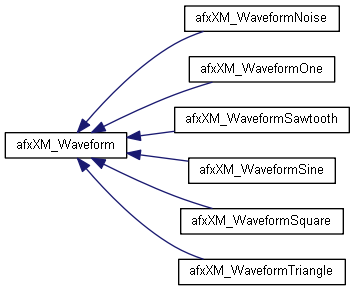 afxXM_WaveformNoise
afxXM_WaveformOne
afxXM_WaveformSawtooth
afxXM_Waveform
afxXM_WaveformSine
afxXM_WaveformSquare
afxXM_WaveformTriangle